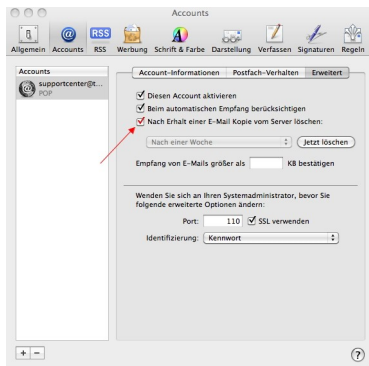 Accounts
Allgemein Accounts RSS Werbung Schrift & Farbe Darstellung Verfassen Signaturen Regeln
RSS
Accounts
supportcenter@t...
POP
Account-Informationen Postfach-Verhalten Erweitert
Diesen Account aktivieren
Beim automatischen Empfang berücksichtigen
Nach Erhalt einer E-Mail Kopie vom Server löschen:
Nach einer Woche Jetzt löschen
Empfang von E-Mails größer als KB bestätigen
Wenden Sie sich an Ihren Systemadministrator, bevor Sie
folgende erweiterte Optionen ändern:
Port: 110 SSL verwenden
Identifizierung: Kennwort
+ − ?